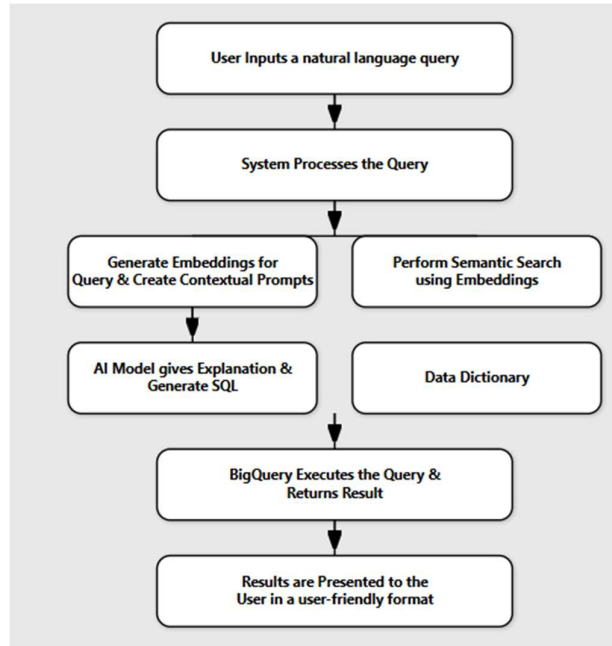 User Inputs a natural language query
System Processes the Query
Generate Embeddings for
Query & Create Contextual Prompts
Perform Semantic Search
using Embeddings
AI Model gives Explanation &
Generate SQL
Data Dictionary
BigQuery Executes the Query &
Returns Result
Results are Presented to the
User in a user-friendly format